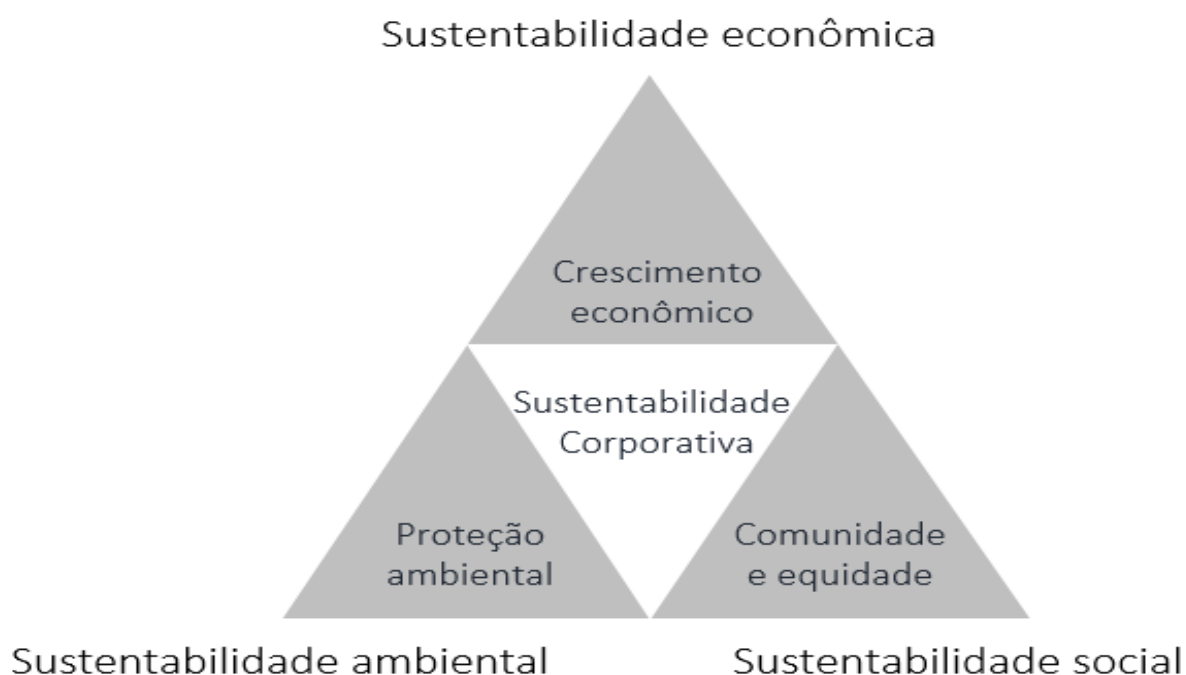 Sustentabilidade econômica
Crescimento
econômico
Sustentabilidade
Corporativa
Proteção
ambiental
Comunidade
e equidade
Sustentabilidade ambiental
Sustentabilidade social